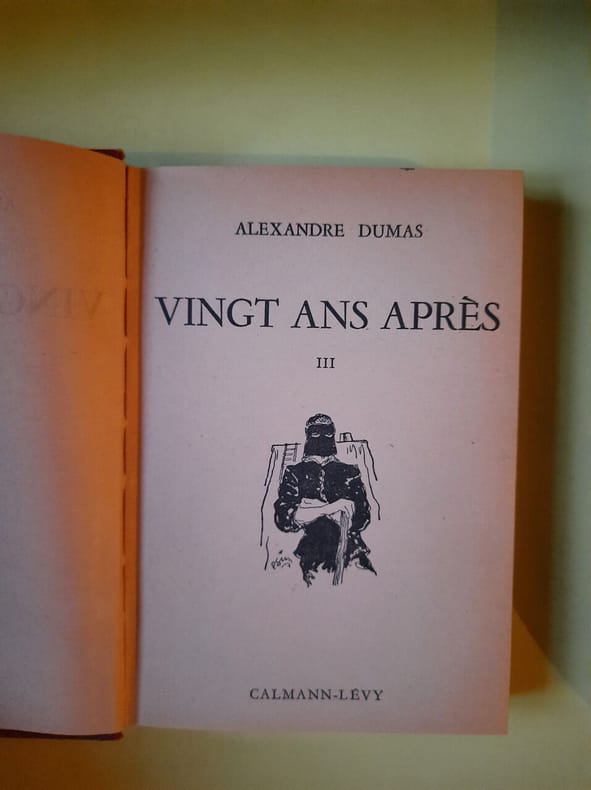 ALEXANDRE DUMAS
VINGT ANS APRÈS
III
CALMANN-LÉVY